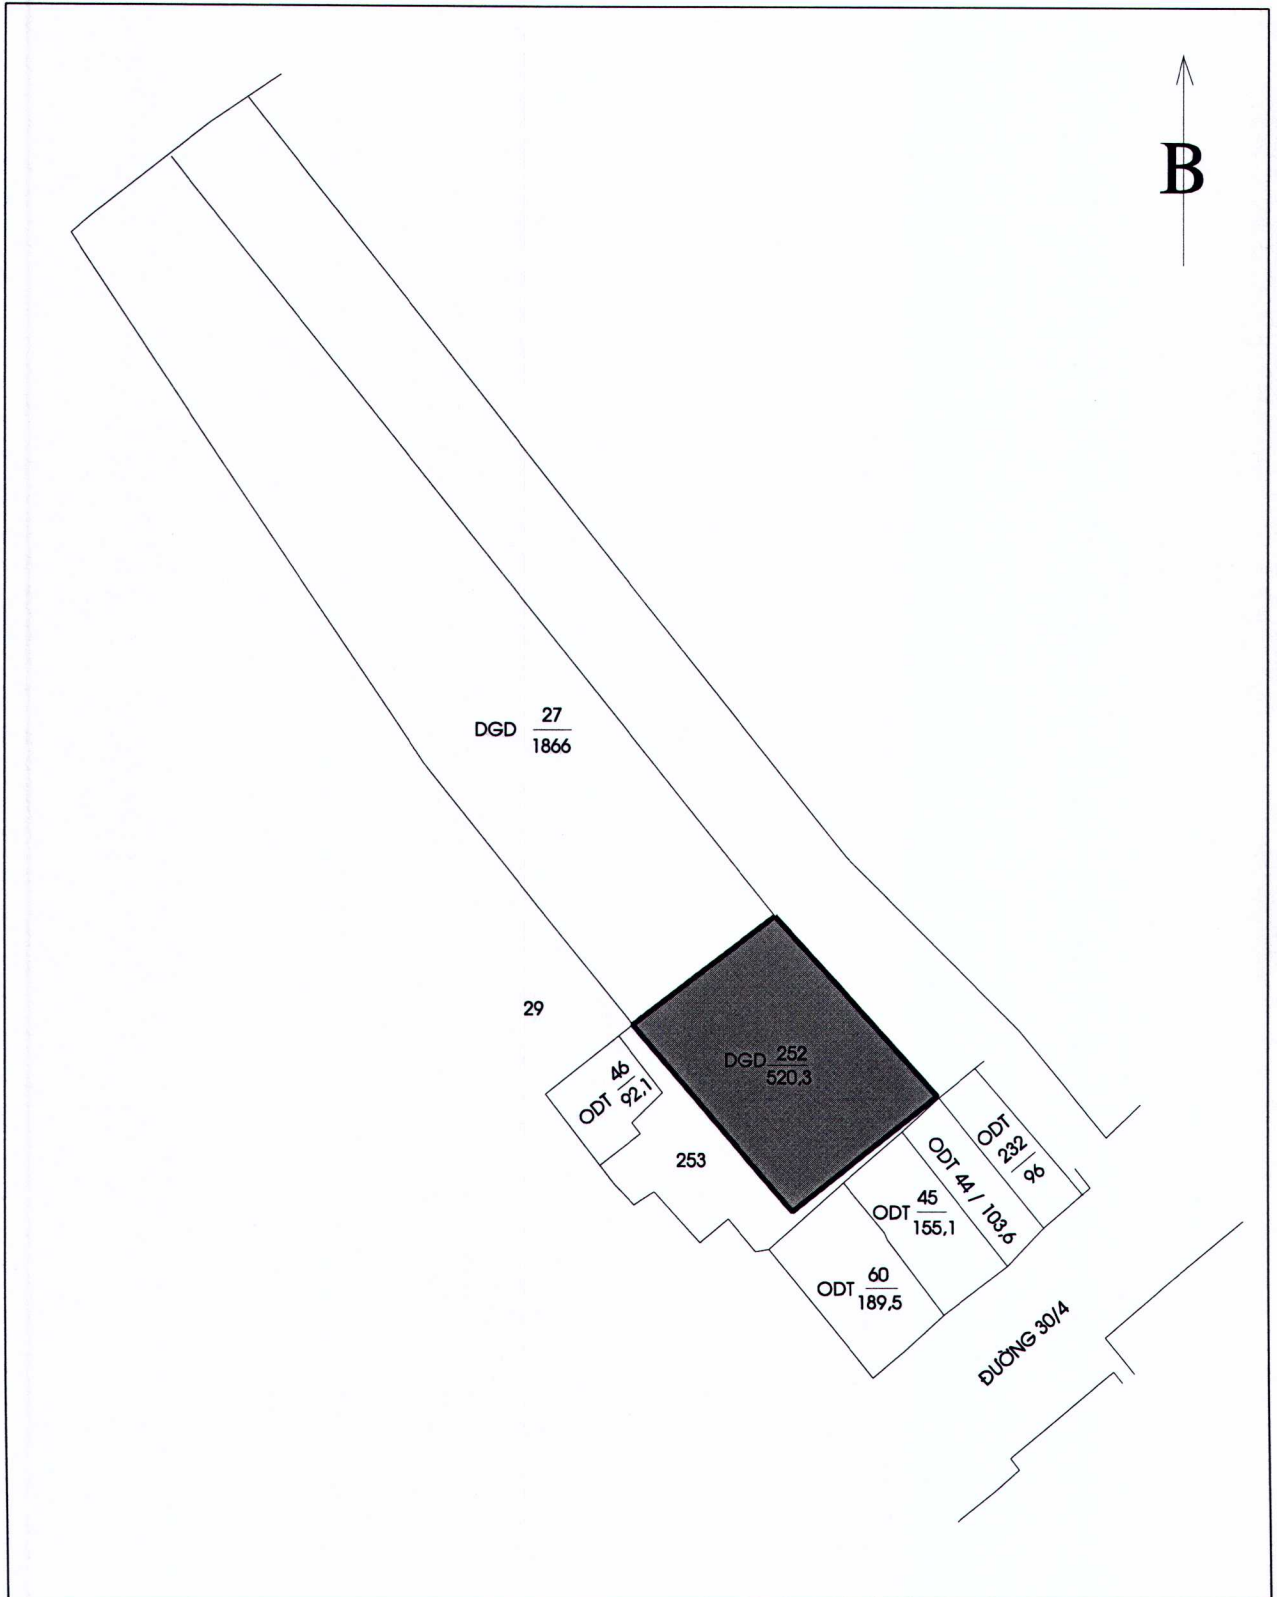 B
DGD 27
1866
29
DGD 252
520,3
ODT 46
92,1
253
ODT
232
96
ODT 44 / 103,6
ODT 45
155,1
ODT 60
189,5
ĐƯỜNG 30/4